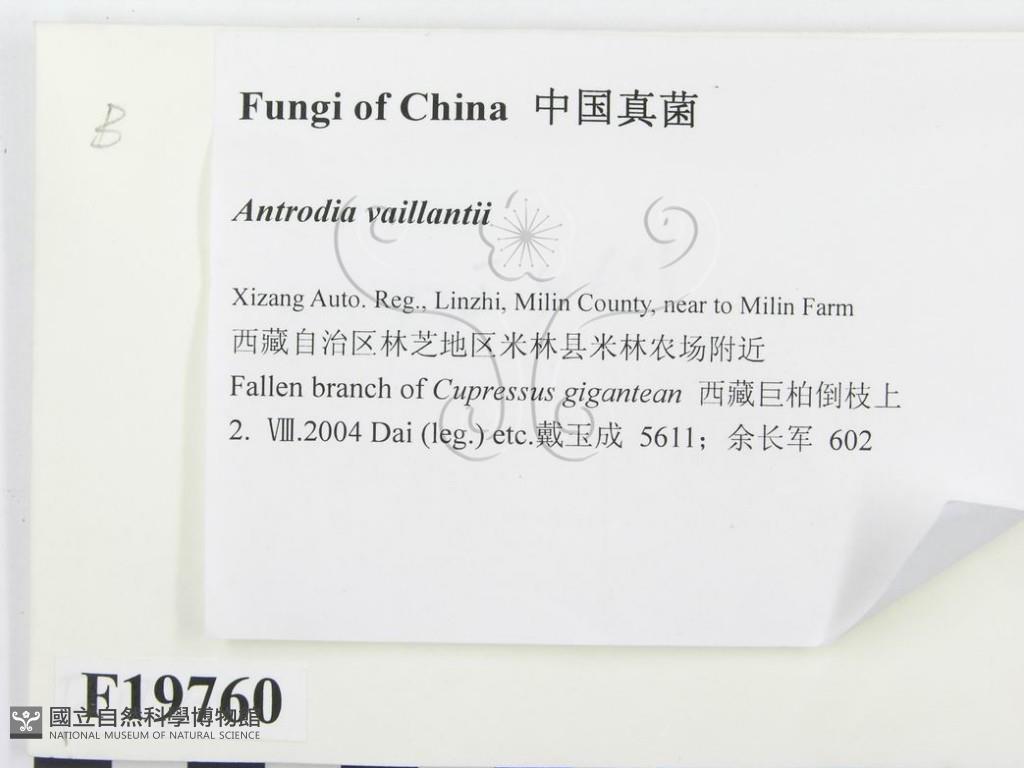 B
Fungi of China 中国真菌
Antrodia vaillantii
Xizang Auto. Reg., Linzhi, Milin County, near to Milin Farm
西藏自治区林芝地区米林县米林农场附近
Fallen branch of Cupressus gigantean 西藏巨柏倒枝上
2. Ⅷ.2004 Dai (leg.) etc.戴玉成 5611；余长军 602
F19760
國立自然科學博物館
NATIONAL MUSEUM OF NATURAL SCIENCE